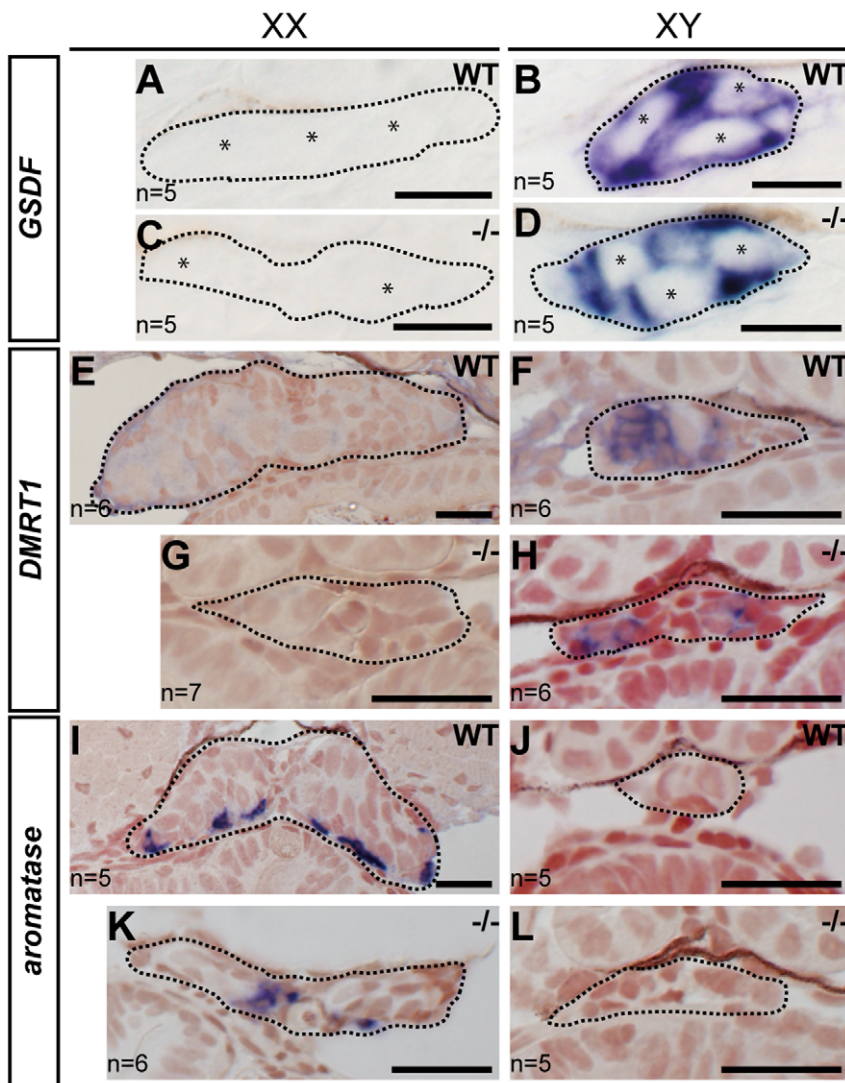 XX XY
GSDF
A WT
* * *
n=5
B WT
* * *
n=5
C -/-
* *
n=5
D -/-
* * *
n=5
DMRT1
E WT
n=6
F WT
n=6
G -/-
n=7
H -/-
n=6
aromatase
I WT
n=5
J WT
n=5
K -/-
n=6
L -/-
n=5